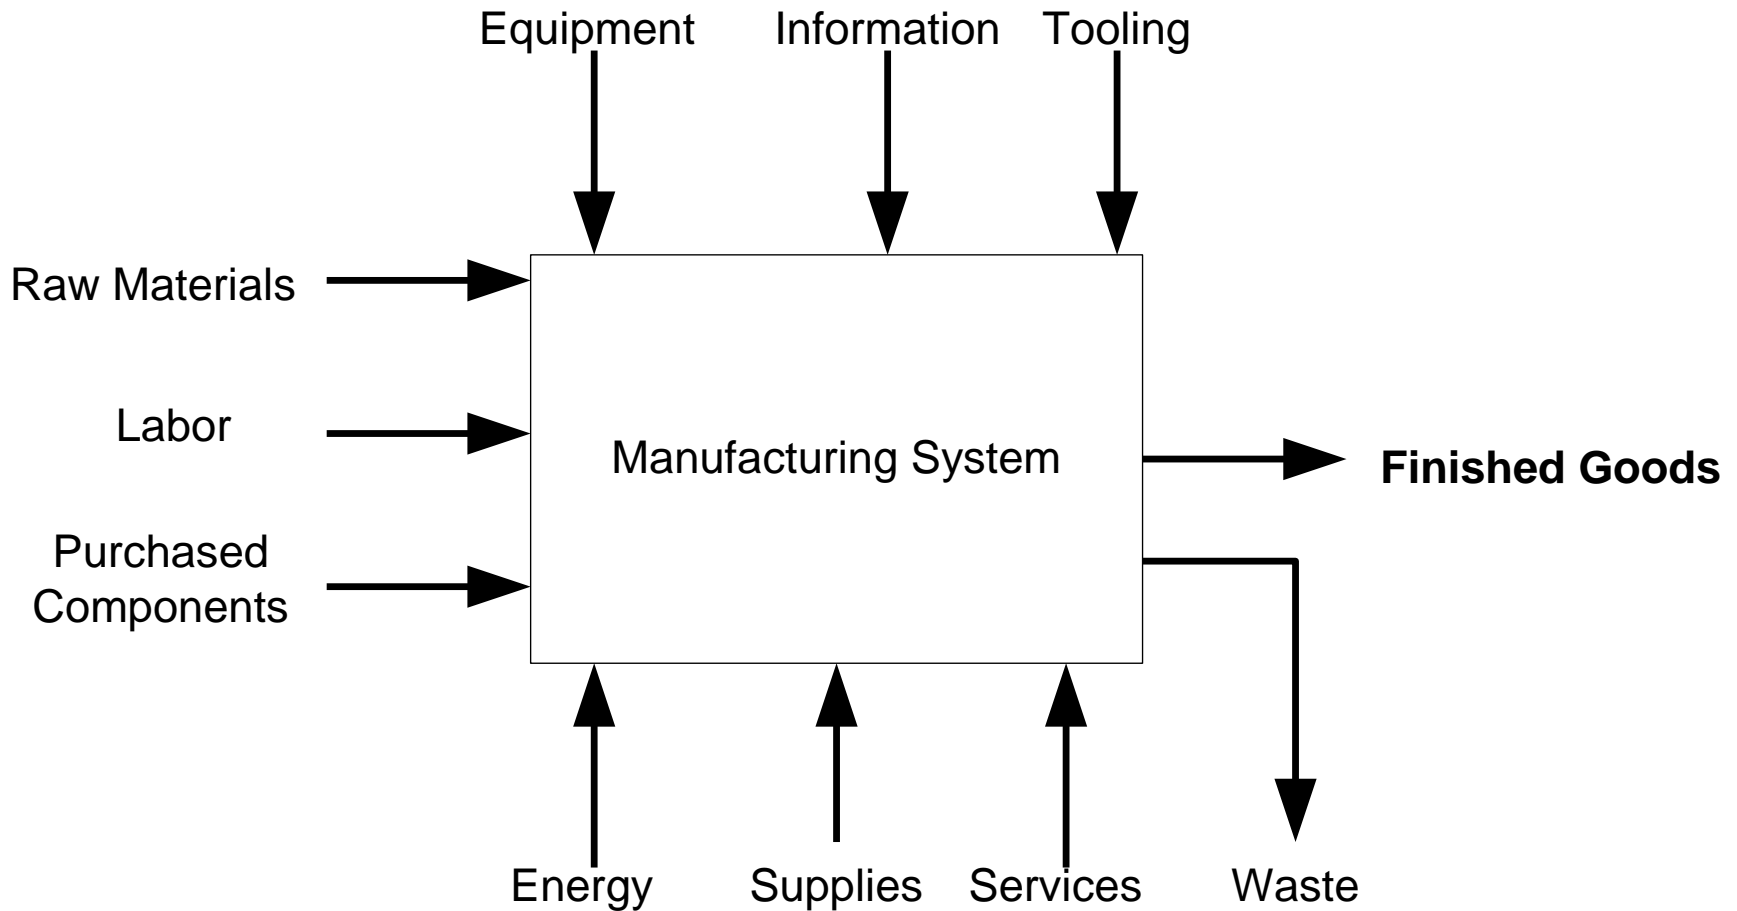 Equipment Information Tooling
Raw Materials
Labor
Manufacturing System
Finished Goods
Purchased
Components
Energy Supplies Services Waste